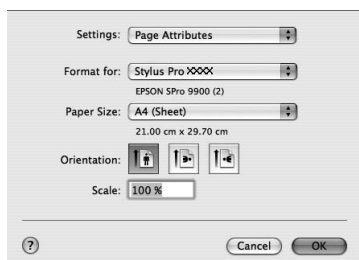 Settings: Page Attributes
Format for: Stylus Pro XXXX
EPSON SPro 9900 (2)
Paper Size: A4 (Sheet)
21.00 cm x 29.70 cm
Orientation:
Scale: 100 %
? Cancel OK